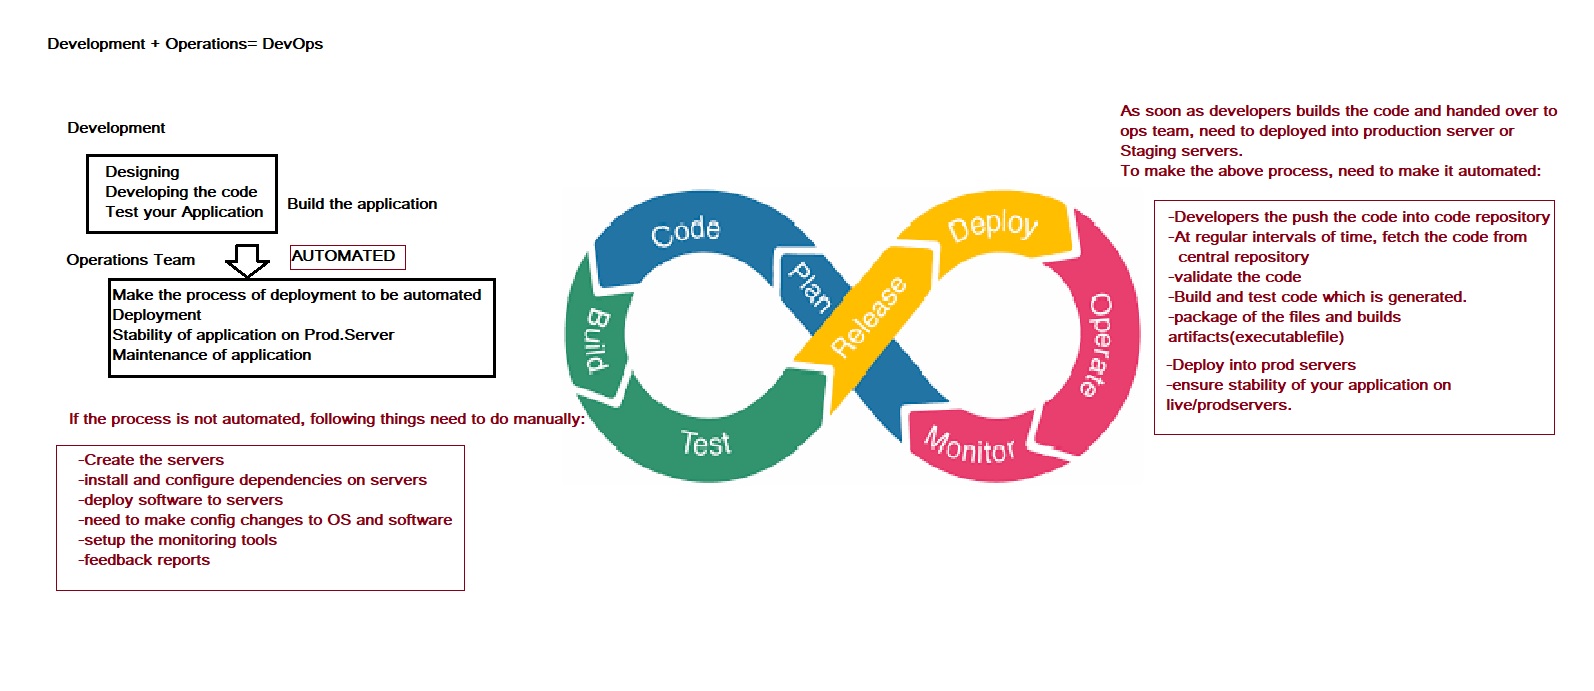 Development + Operations= DevOps
Development
Designing
Developing the code
Test your Application
Build the application
Operations Team
AUTOMATED
Make the process of deployment to be automated
Deployment
Stability of application on Prod.Server
Maintenance of application
If the process is not automated, following things need to do manually:
-Create the servers
-install and configure dependencies on servers
-deploy software to servers
-need to make config changes to OS and software
-setup the monitoring tools
-feedback reports
Code
Plan
Build
Test
Release
Deploy
Operate
Monitor
As soon as developers builds the code and handed over to
ops team, need to deployed into production server or
Staging servers.
To make the above process, need to make it automated:
-Developers the push the code into code repository
-At regular intervals of time, fetch the code from
central repository
-validate the code
-Build and test code which is generated.
-package of the files and builds
artifacts(executablefile)
-Deploy into prod servers
-ensure stability of your application on
live/prodservers.